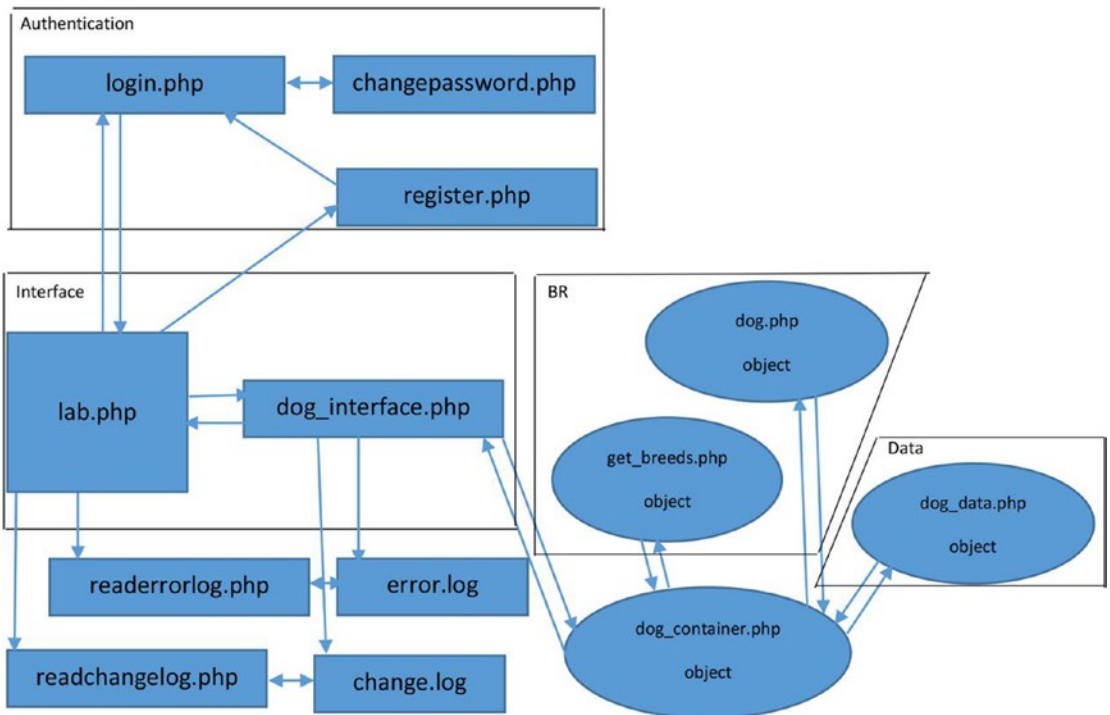 Authentication
login.php
changepassword.php
register.php
Interface
lab.php
dog_interface.php
BR
dog.php
object
get_breeds.php
object
Data
dog_data.php
object
readerrorlog.php
error.log
dog_container.php
object
readchangelog.php
change.log